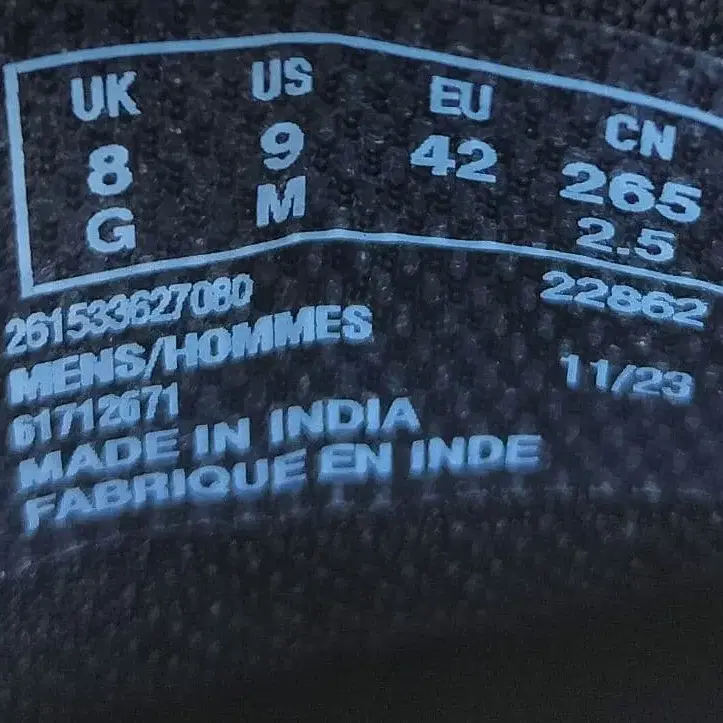 UK US EU CN
8 9 42 265
G M 2.5
261533627080 22862
MENS/HOMMES
61712671 11/23
MADE IN INDIA
FABRIQUE EN INDE